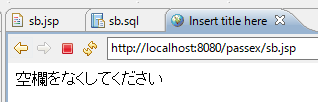 sb.jsp sb.sql Insert title here
http://localhost:8080/passex/sb.jsp
空欄をなくしてください